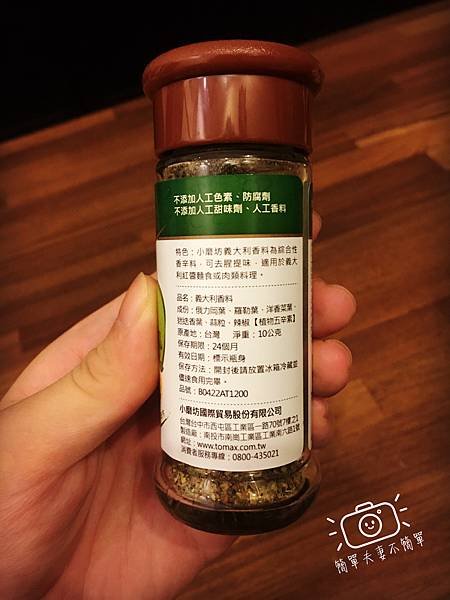 不添加人工色素、防腐劑
不添加人工甜味劑、人工香料
特色：小磨坊義大利香料為綜合性
香辛料，可去腥提味，適用於義大
利紅醬麵食或肉類料理。
品名：義大利香料
成份：俄力岡葉、羅勒葉、洋香菜葉、
迷迭香葉、蒜粒、辣椒【植物五辛素】
原產地：台灣　淨重：10公克
保存期限：24個月
有效日期：標示瓶身
保存方法：開封後請放置冰箱冷藏並
儘速食用完畢。
產品批號：B0422AT1200
小磨坊國際貿易股份有限公司
台灣台中市西屯區工業區一路70號7樓之1
製造廠：南投市南崗工業區工業南六路1號
網址：www.tomax.com.tw
消費者服務專線：0800-435021
簡單夫妻不簡單